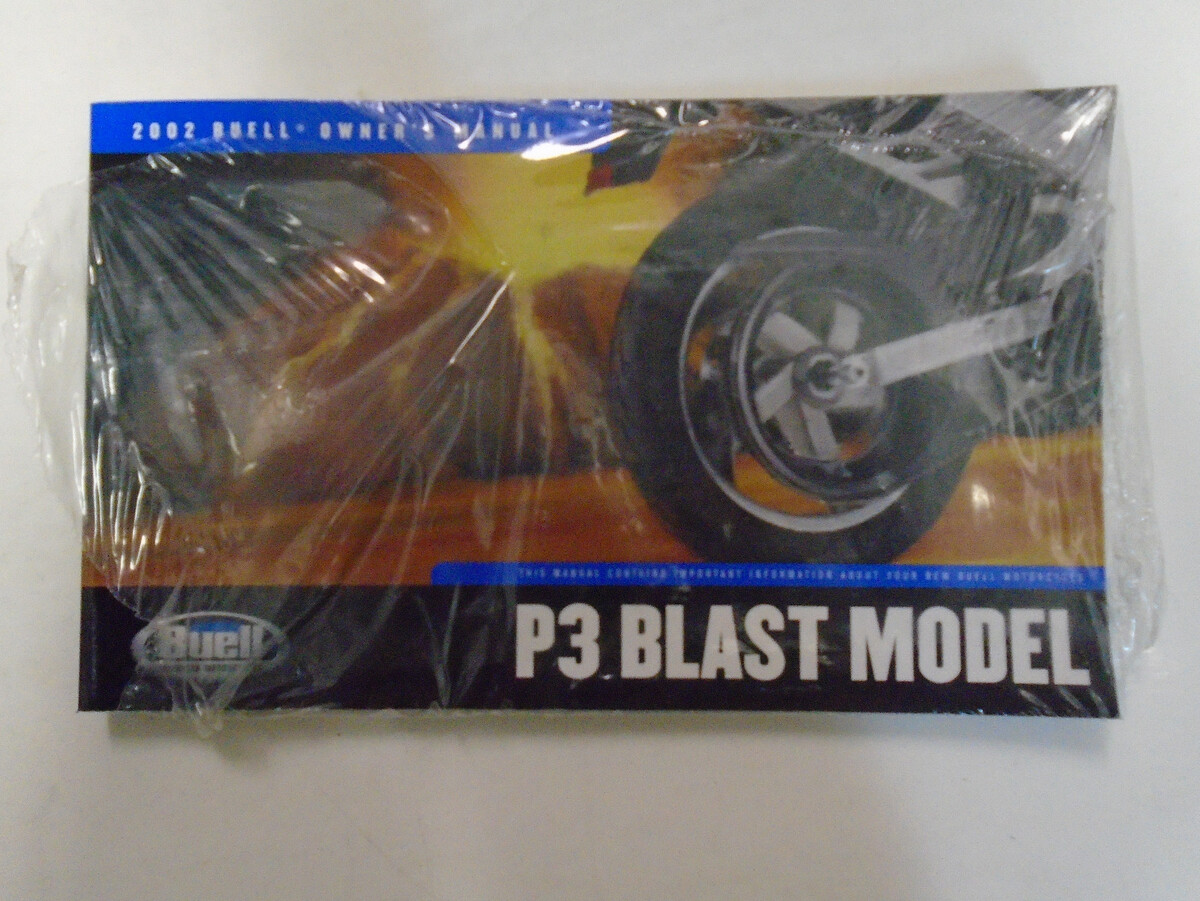 2002 BUELL® OWNER'S MANUAL
THIS MANUAL CONTAINS IMPORTANT INFORMATION ABOUT YOUR NEW BUELL MOTORCYCLE
Buell
P3 BLAST MODEL